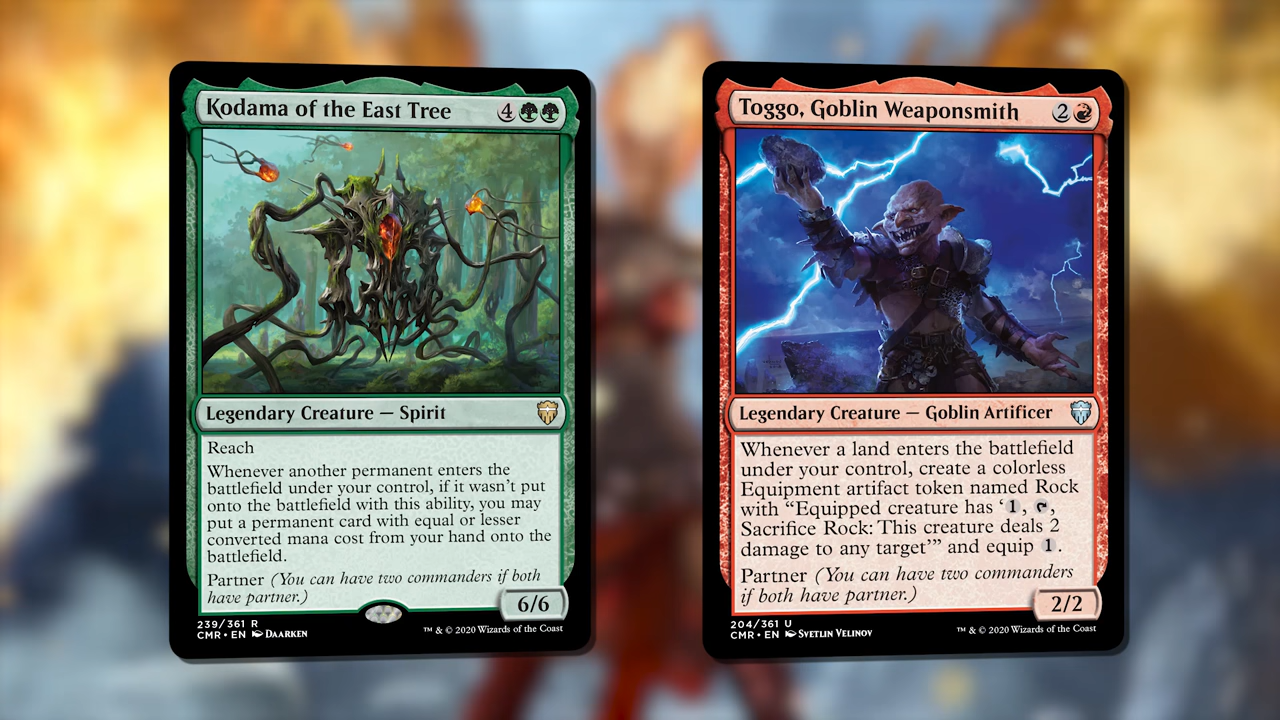 Kodama of the East Tree 4
Legendary Creature — Spirit
Reach
Whenever another permanent enters the
battlefield under your control, if it wasn't put
onto the battlefield with this ability, you may
put a permanent card with equal or lesser
converted mana cost from your hand onto the
battlefield.
Partner (You can have two commanders if both
have partner.)
6/6
239/361 R
CMR • EN DAARKEN
™ & © 2020 Wizards of the Coast
Toggo, Goblin Weaponsmith 2
Legendary Creature — Goblin Artificer
Whenever a land enters the battlefield
under your control, create a colorless
Equipment artifact token named Rock
with “Equipped creature has ‘1, ,
Sacrifice Rock: This creature deals 2
damage to any target’” and equip 1.
Partner (You can have two commanders
if both have partner.)
2/2
204/361 U
CMR • EN SVETLIN VELINOV
™ & © 2020 Wizards of the Coast